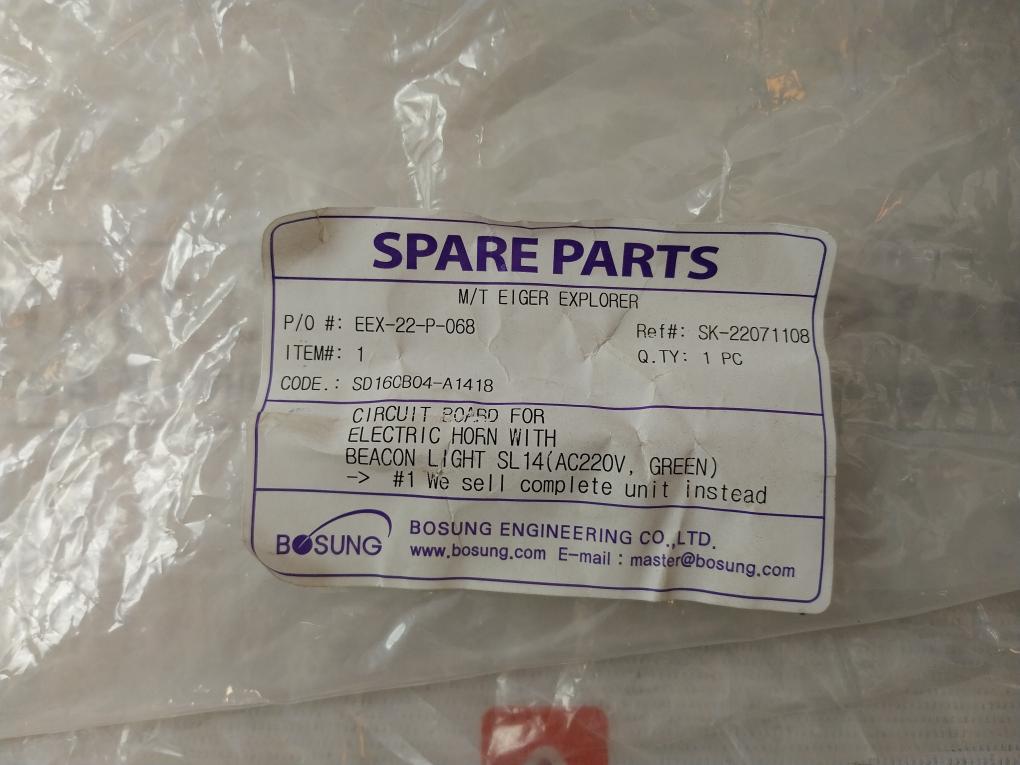 SPARE PARTS
M/T EIGER EXPLORER
P/O #: EEX-22-P-068 Ref#: SK-22071108
ITEM#: 1 Q.TY: 1 PC
CODE.: SD16CB04-A1418
CIRCUIT BOARD FOR
ELECTRIC HORN WITH
BEACON LIGHT SL14(AC220V, GREEN)
-> #1 We sell complete unit instead
BOSUNG
BOSUNG ENGINEERING CO.,LTD.
www.bosung.com E-mail : master@bosung.com